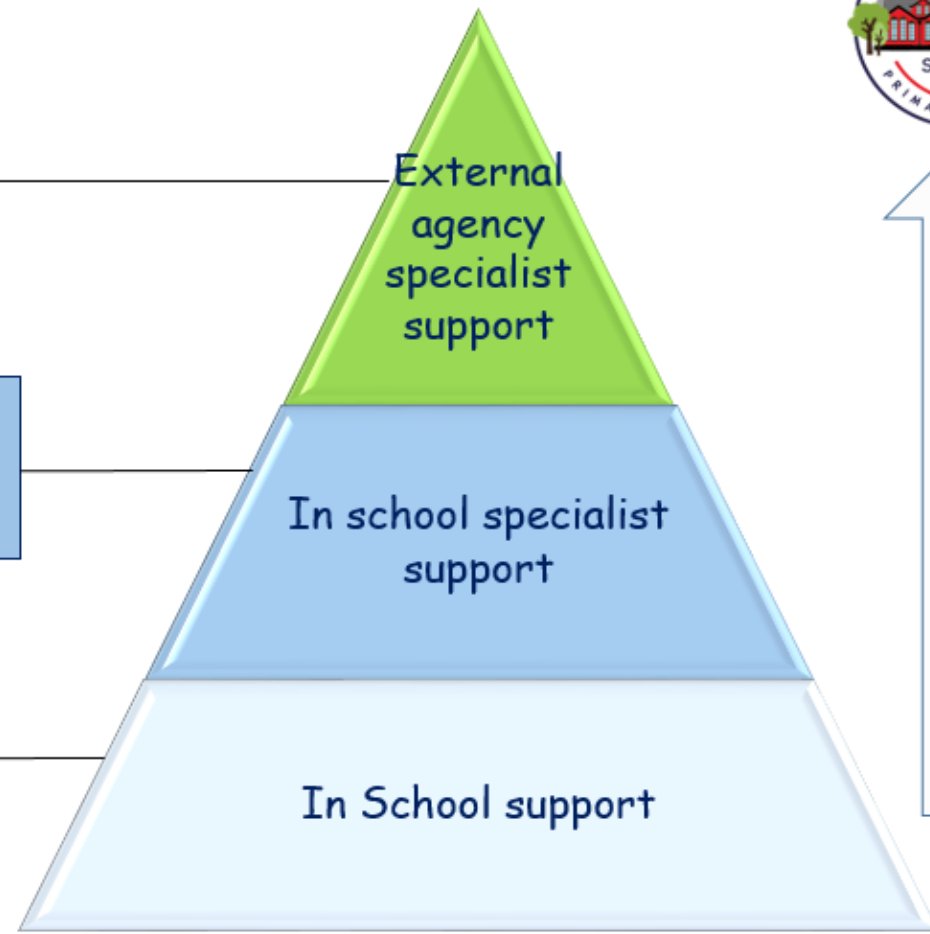 External
agency
specialist
support
In school specialist
support
In School support